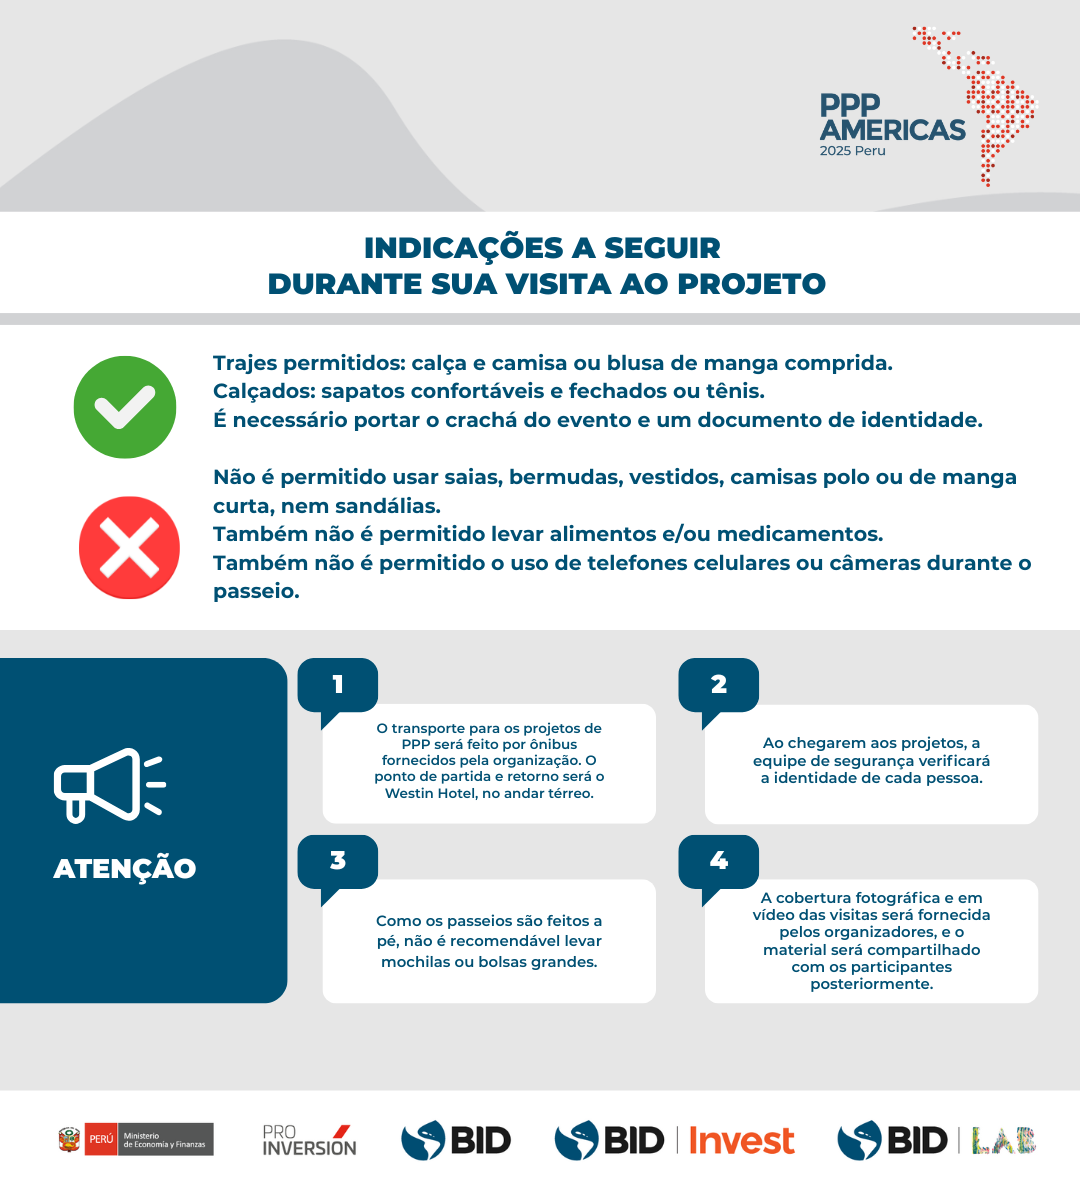 PPP
AMERICAS
2025 Peru
INDICAÇÕES A SEGUIR
DURANTE SUA VISITA AO PROJETO
Trajes permitidos: calça e camisa ou blusa de manga comprida.
Calçados: sapatos confortáveis e fechados ou tênis.
É necessário portar o crachá do evento e um documento de identidade.
Não é permitido usar saias, bermudas, vestidos, camisas polo ou de manga
curta, nem sandálias.
Também não é permitido levar alimentos e/ou medicamentos.
Também não é permitido o uso de telefones celulares ou câmeras durante o
passeio.
ATENÇÃO
1
O transporte para os projetos de
PPP será feito por ônibus
fornecidos pela organização. O
ponto de partida e retorno será o
Westin Hotel, no andar térreo.
2
Ao chegarem aos projetos, a
equipe de segurança verificará
a identidade de cada pessoa.
3
Como os passeios são feitos a
pé, não é recomendável levar
mochilas ou bolsas grandes.
4
A cobertura fotográfica e em
vídeo das visitas será fornecida
pelos organizadores, e o
material será compartilhado
com os participantes
posteriormente.
PERÚ
Ministerio
de Economía y Finanzas
PRO
INVERSIÓN
BID
BID Invest
BID LAB